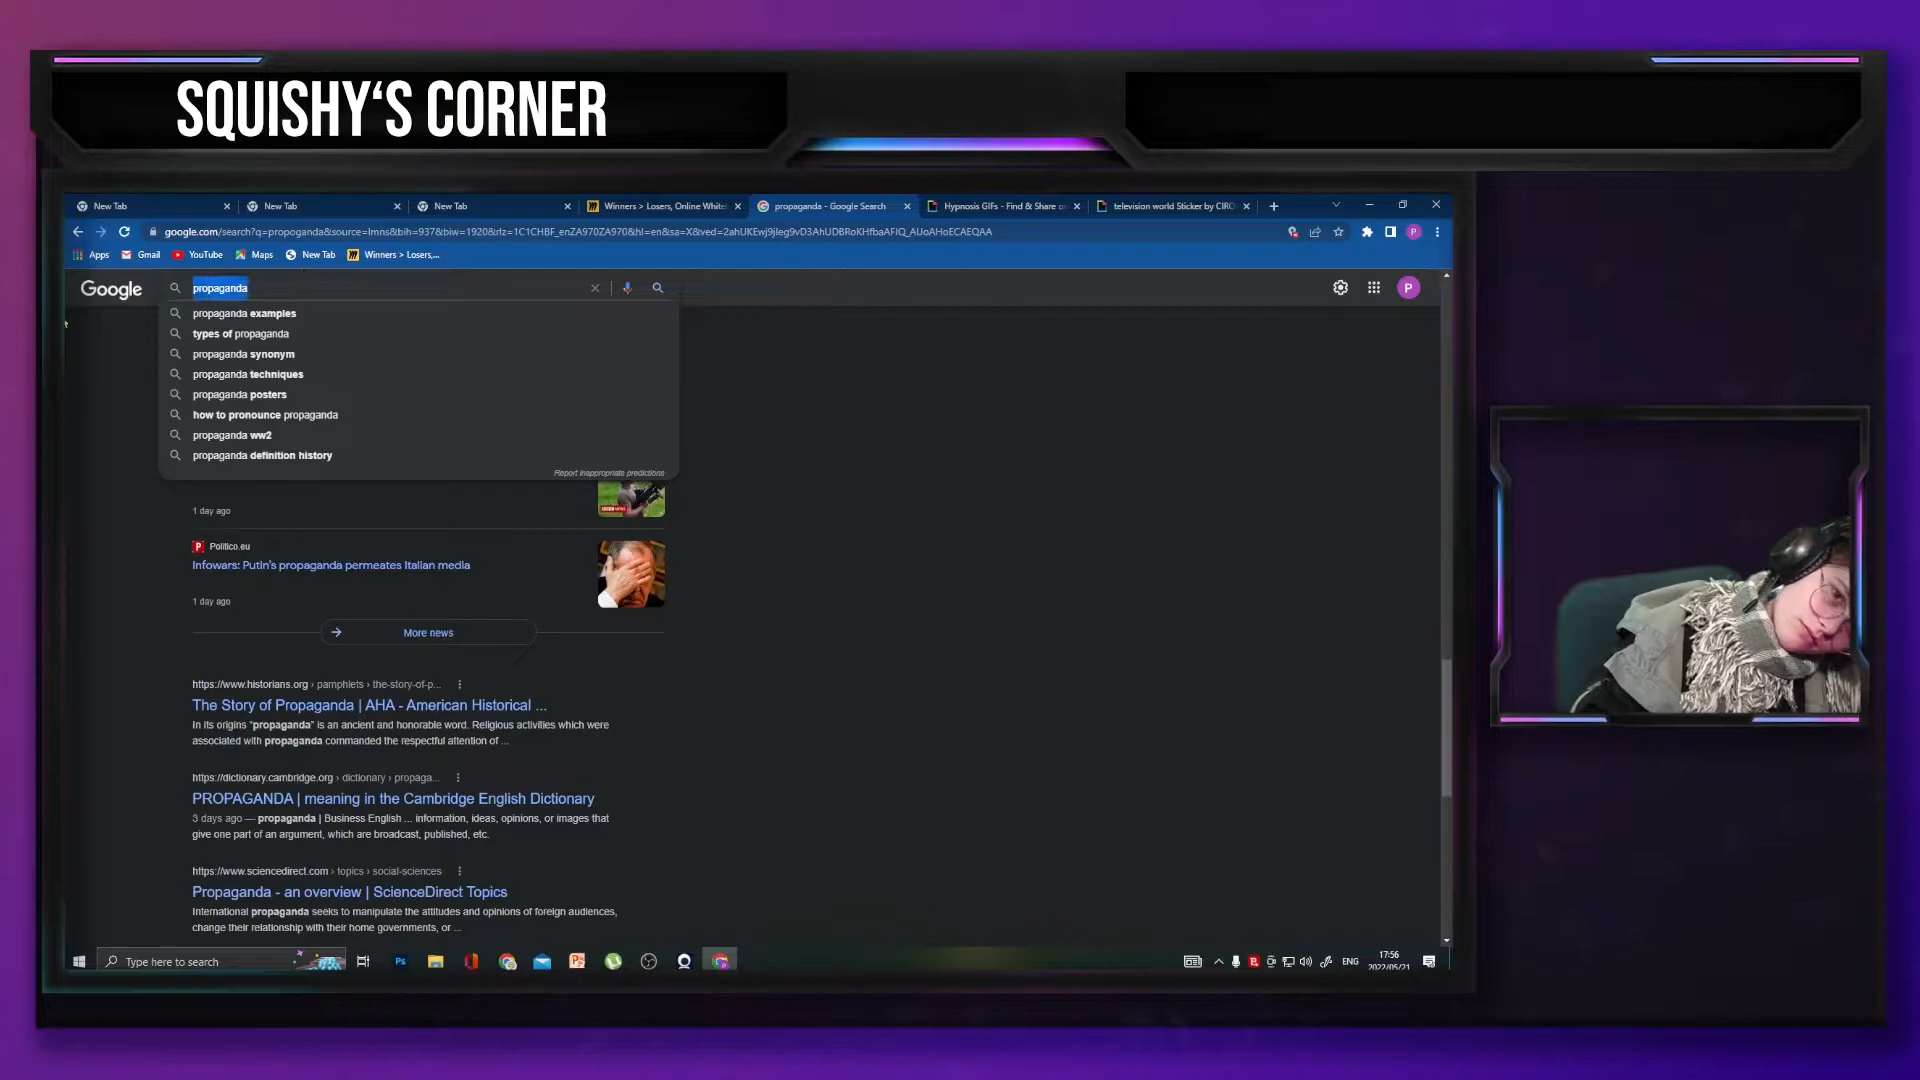 SQUISHY‘S CORNER
New Tab
New Tab
New Tab
Winners > Losers, Online White
propaganda - Google Search
Hypnosis GIFs - Find & Share o
television world Sticker by CIRO
Apps
Gmail
YouTube
Maps
New Tab
Winners > Losers,...
Google
propaganda
P
propaganda examples
types of propaganda
propaganda synonym
propaganda techniques
propaganda posters
how to pronounce propaganda
propaganda ww2
propaganda definition history
Report inappropriate predictions
1 day ago
Politico.eu
Infowars: Putin's propaganda permeates Italian media
1 day ago
More news
https://www.historians.org › pamphlets › the-story-of-p...
The Story of Propaganda | AHA - American Historical ...
In its origins "propaganda" is an ancient and honorable word. Religious activities which were
associated with propaganda commanded the respectful attention of ...
https://dictionary.cambridge.org › dictionary › propaga...
PROPAGANDA | meaning in the Cambridge English Dictionary
3 days ago — propaganda | Business English ... information, ideas, opinions, or images that
give one part of an argument, which are broadcast, published, etc.
https://www.sciencedirect.com › topics › social-sciences
Propaganda - an overview | ScienceDirect Topics
International propaganda seeks to manipulate the attitudes and opinions of foreign audiences,
change their relationship with their home governments, or ...
Type here to search
Ps
ENG
17:56
2022/05/21